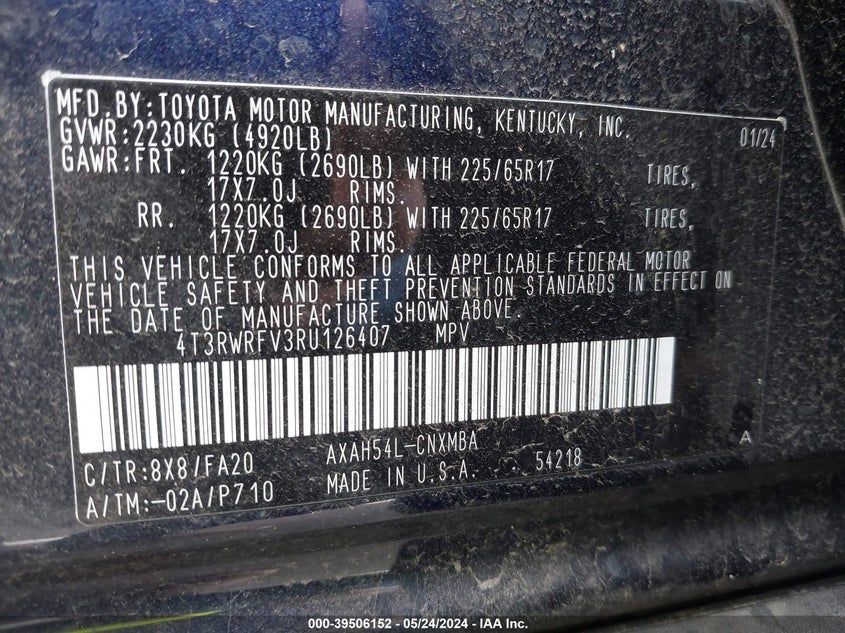 MFD.BY:TOYOTA MOTOR MANUFACTURING, KENTUCKY, INC.
GVWR:2230KG (4920LB) 01/24
GAWR:FRT. 1220KG (2690LB) WITH 225/65R17 TIRES,
17X7.0J RIMS.
RR. 1220KG (2690LB) WITH 225/65R17 TIRES,
17X7.0J RIMS.
THIS VEHICLE CONFORMS TO ALL APPLICABLE FEDERAL MOTOR
VEHICLE SAFETY AND THEFT PREVENTION STANDARDS IN EFFECT ON
THE DATE OF MANUFACTURE SHOWN ABOVE.
4T3RWRFV3RU126407 MPV
C/TR:8X8/FA20 AXAH54L-CNXMBA A
A/TM:-02A/P710 MADE IN U.S.A. 54218
000-39506152 - 05/24/2024 - IAA Inc.